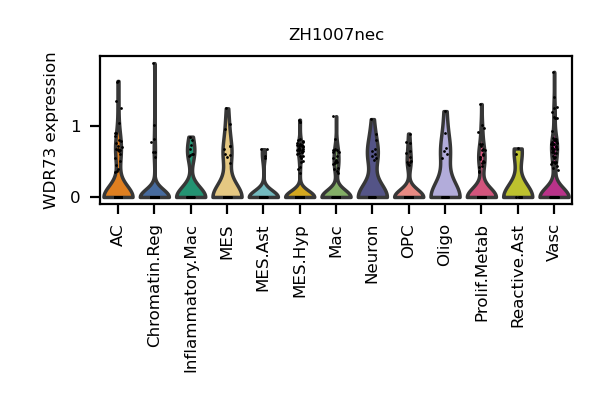 ZH1007nec
WDR73 expression
1
0
AC
Chromatin.Reg
Inflammatory.Mac
MES
MES.Ast
MES.Hyp
Mac
Neuron
OPC
Oligo
Prolif.Metab
Reactive.Ast
Vasc